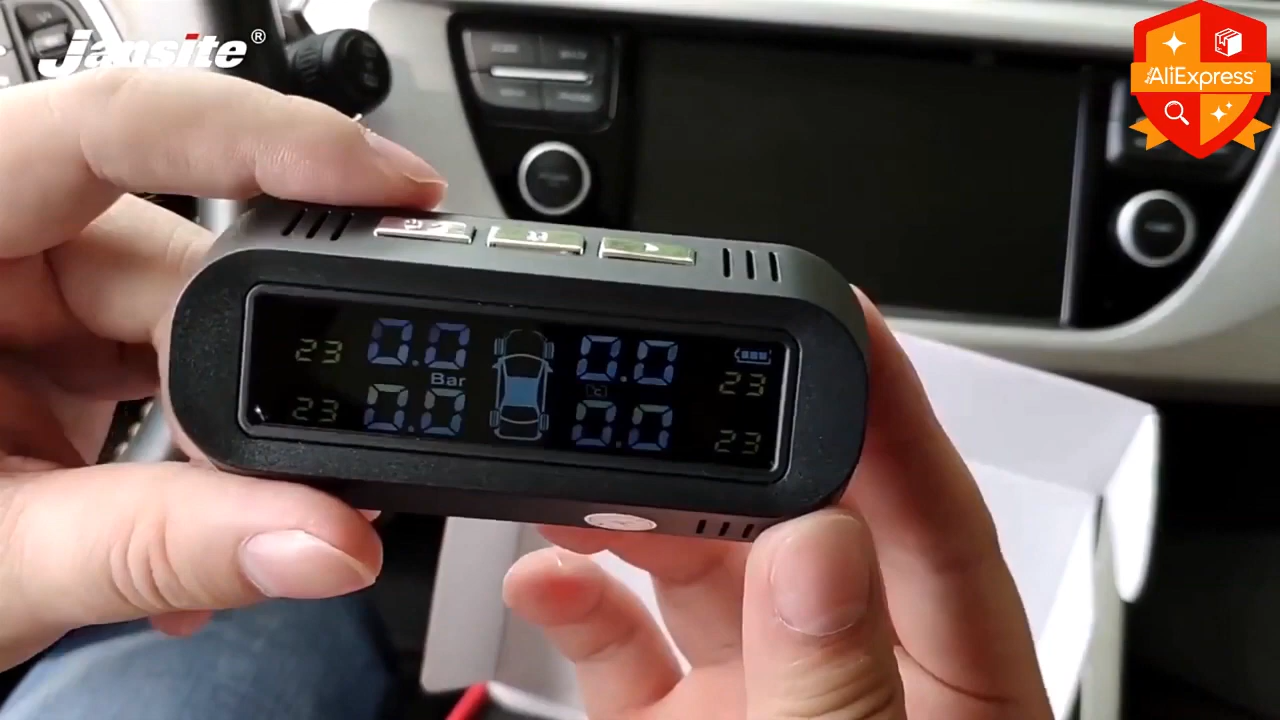 Jansite®
AliExpress
23 0.0 0.0
Bar 23
0.0 °C 0.0
23 23